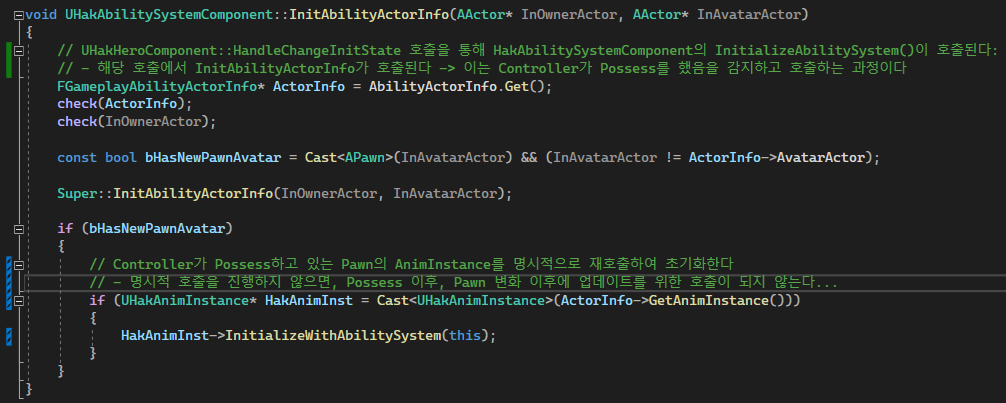 void UHakAbilitySystemComponent::InitAbilityActorInfo(AActor* InOwnerActor, AActor* InAvatarActor)
{
// UHakHeroComponent::HandleChangeInitState 호출을 통해 HakAbilitySystemComponent의 InitializeAbilitySystem()이 호출된다:
// - 해당 호출에서 InitAbilityActorInfo가 호출된다 -> 이는 Controller가 Possess를 했음을 감지하고 호출하는 과정이다
FGameplayAbilityActorInfo* ActorInfo = AbilityActorInfo.Get();
check(ActorInfo);
check(InOwnerActor);
const bool bHasNewPawnAvatar = Cast<APawn>(InAvatarActor) && (InAvatarActor != ActorInfo->AvatarActor);
Super::InitAbilityActorInfo(InOwnerActor, InAvatarActor);
if (bHasNewPawnAvatar)
{
// Controller가 Possess하고 있는 Pawn의 AnimInstance를 명시적으로 재호출하여 초기화한다
// - 명시적 호출을 진행하지 않으면, Possess 이후, Pawn 변화 이후에 업데이트를 위한 호출이 되지 않는다...
if (UHakAnimInstance* HakAnimInst = Cast<UHakAnimInstance>(ActorInfo->GetAnimInstance()))
{
HakAnimInst->InitializeWithAbilitySystem(this);
}
}
}